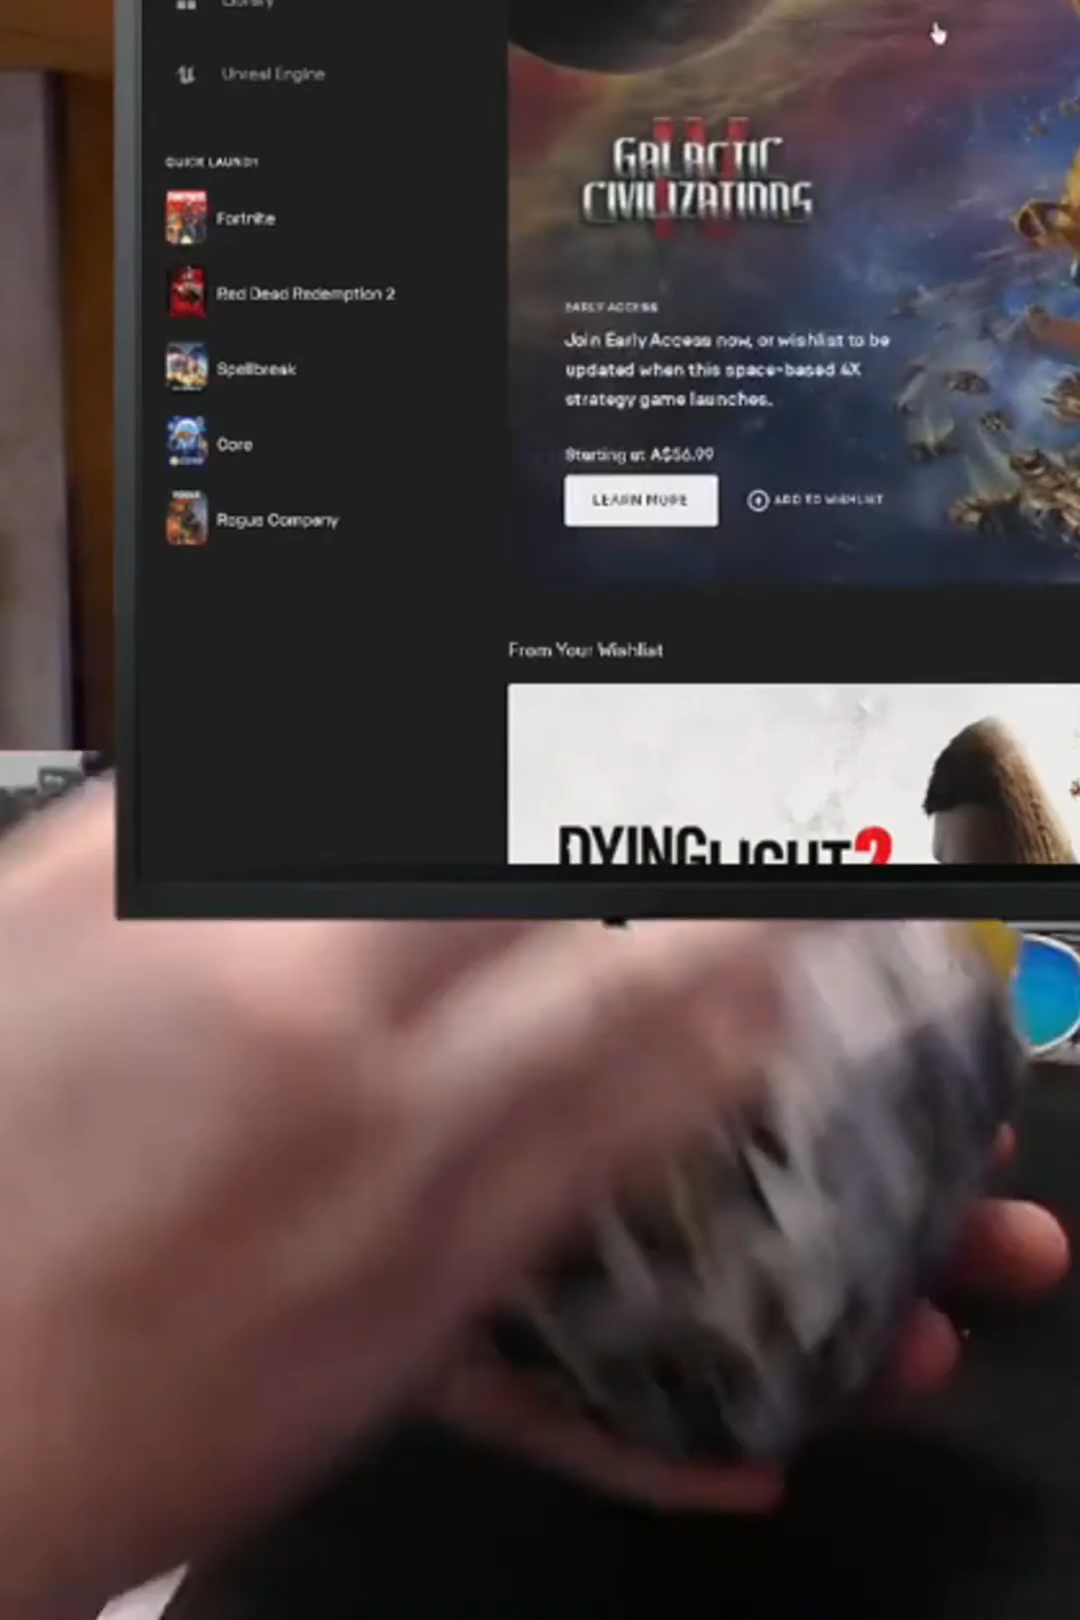 Library
Unreal Engine
QUICK LAUNCH
Fortnite
Red Dead Redemption 2
Spellbreak
Core
Rogue Company
GALACTIC
CIVILIZATIONS
IV
EARLY ACCESS
Join Early Access now, or wishlist to be
updated when this space-based 4X
strategy game launches.
Starting at A$56.99
LEARN MORE
ADD TO WISHLIST
From Your Wishlist
DYING LIGHT 2